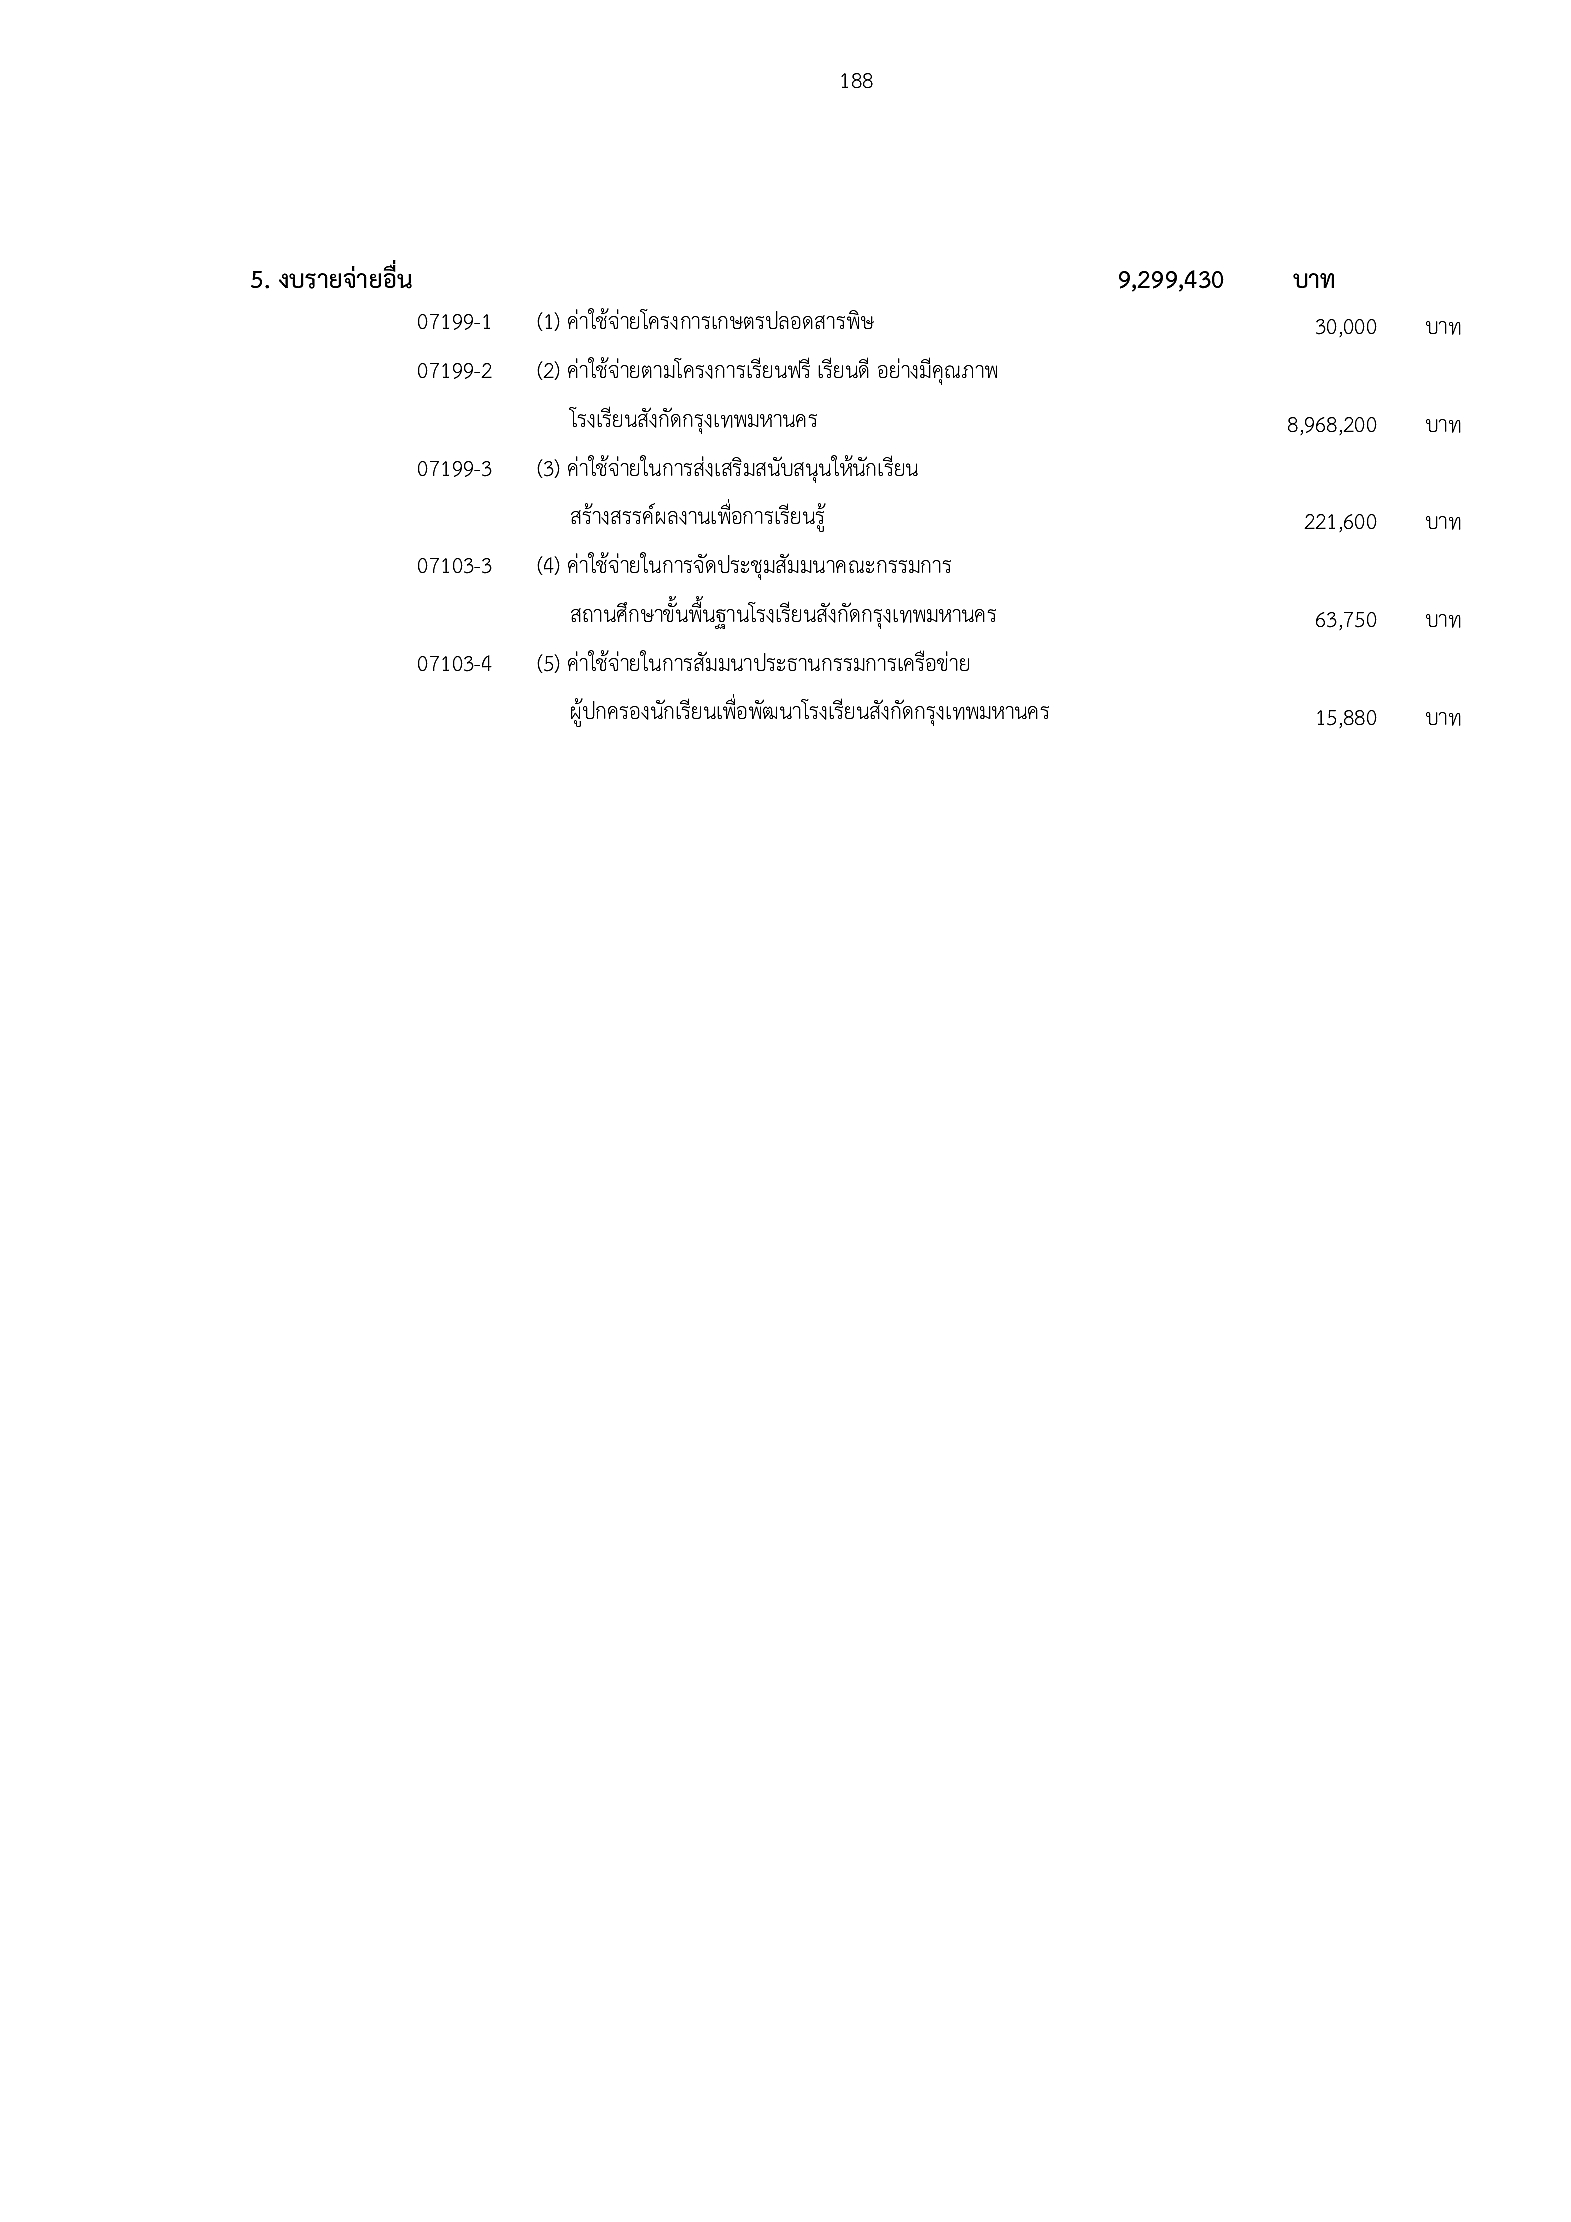 188
5. งบรายจ่ายอื่น 9,299,430 บาท
07199-1 (1) ค่าใช้จ่ายโครงการเกษตรปลอดสารพิษ 30,000 บาท
07199-2 (2) ค่าใช้จ่ายตามโครงการเรียนฟรี เรียนดี อย่างมีคุณภาพ
โรงเรียนสังกัดกรุงเทพมหานคร 8,968,200 บาท
07199-3 (3) ค่าใช้จ่ายในการส่งเสริมสนับสนุนให้นักเรียน
สร้างสรรค์ผลงานเพื่อการเรียนรู้ 221,600 บาท
07103-3 (4) ค่าใช้จ่ายในการจัดประชุมสัมมนาคณะกรรมการ
สถานศึกษาขั้นพื้นฐานโรงเรียนสังกัดกรุงเทพมหานคร 63,750 บาท
07103-4 (5) ค่าใช้จ่ายในการสัมมนาประธานกรรมการเครือข่าย
ผู้ปกครองนักเรียนเพื่อพัฒนาโรงเรียนสังกัดกรุงเทพมหานคร 15,880 บาท